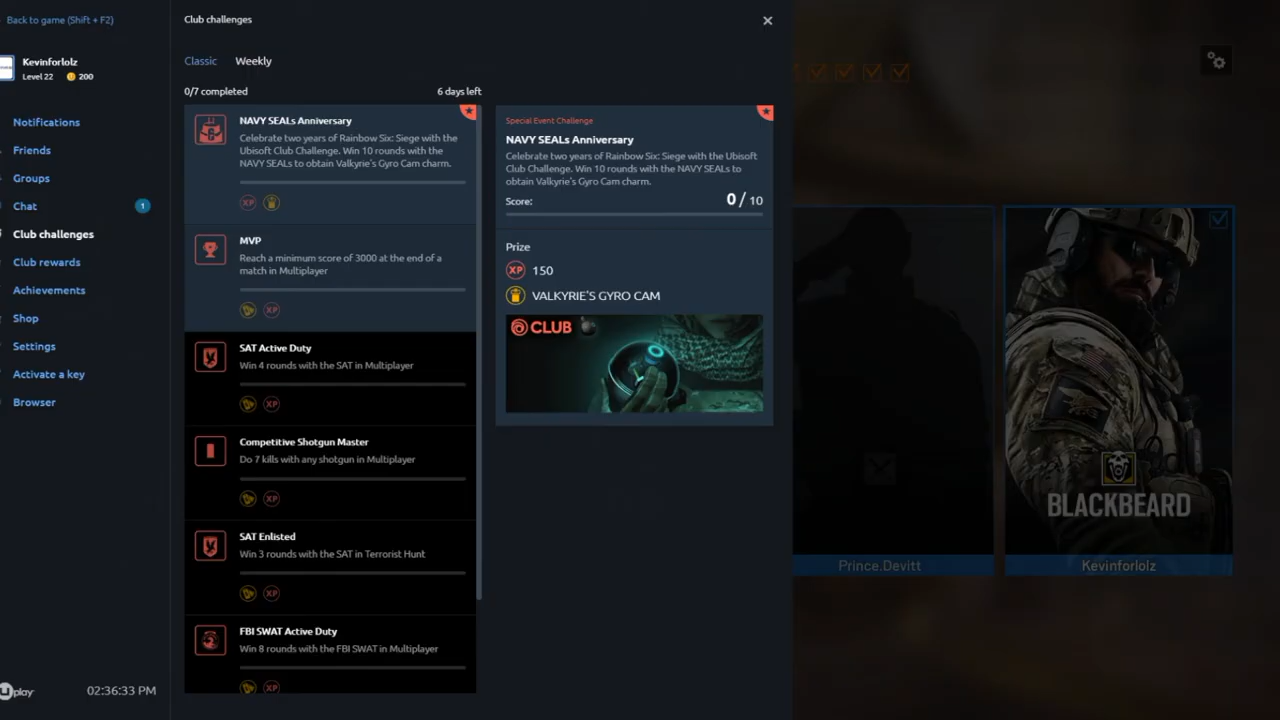 Back to game (Shift + F2)
Kevinforlolz
Level 22 200
Notifications
Friends
Groups
Chat 1
Club challenges
Club rewards
Achievements
Shop
Settings
Activate a key
Browser
uplay 02:36:33 PM
Club challenges
Classic Weekly
0/7 completed 6 days left
NAVY SEALs Anniversary
Celebrate two years of Rainbow Six: Siege with the
Ubisoft Club Challenge. Win 10 rounds with the
NAVY SEALs to obtain Valkyrie's Gyro Cam charm.
XP
MVP
Reach a minimum score of 3000 at the end of a
match in Multiplayer
XP
SAT Active Duty
Win 4 rounds with the SAT in Multiplayer
XP
Competitive Shotgun Master
Do 7 kills with any shotgun in Multiplayer
XP
SAT Enlisted
Win 3 rounds with the SAT in Terrorist Hunt
XP
FBI SWAT Active Duty
Win 8 rounds with the FBI SWAT in Multiplayer
XP
Special Event Challenge
NAVY SEALs Anniversary
Celebrate two years of Rainbow Six: Siege with the Ubisoft
Club Challenge. Win 10 rounds with the NAVY SEALs to
obtain Valkyrie's Gyro Cam charm.
Score: 0 / 10
Prize
XP 150
VALKYRIE'S GYRO CAM
CLUB
Prince.Devitt
BLACKBEARD
Kevinforlolz